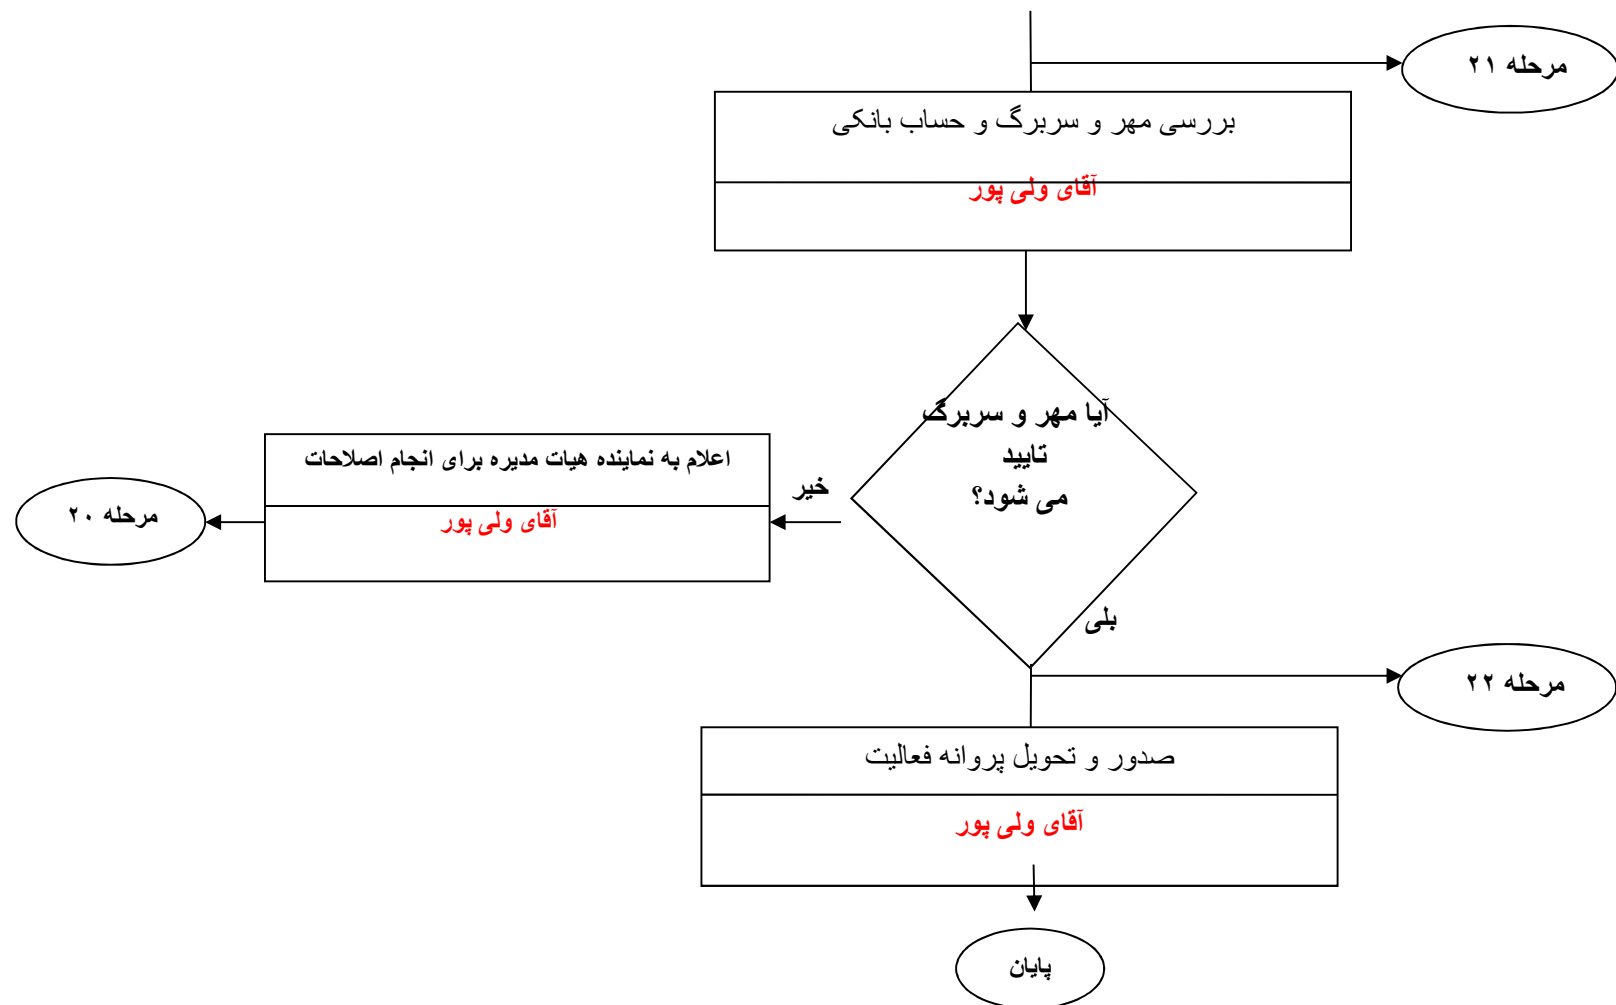 مرحله ۲۱
بررسی مهر و سربرگ و حساب بانکی
آقای ولی پور
آیا مهر و سربرگ
تایید
می شود؟
خیر
اعلام به نماینده هیات مدیره برای انجام اصلاحات
آقای ولی پور
مرحله ۲۰
بلی
مرحله ۲۲
صدور و تحویل پروانه فعالیت
آقای ولی پور
پایان